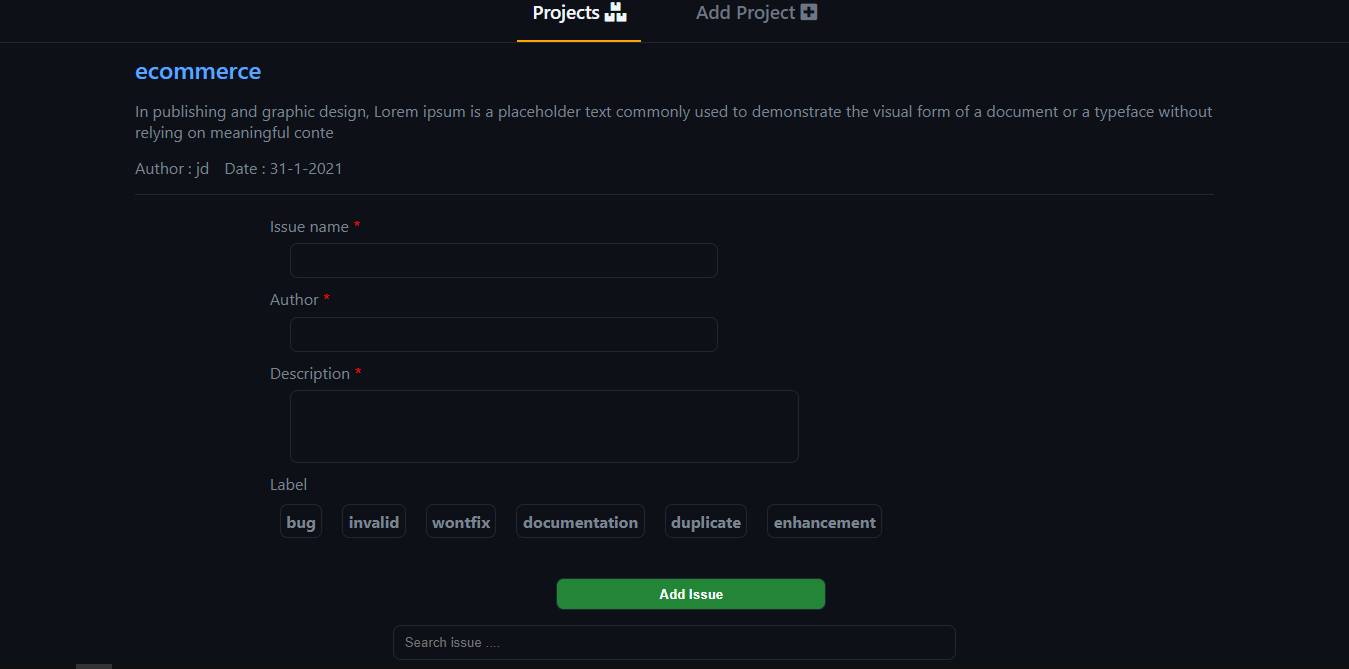 Projects
Add Project
ecommerce
In publishing and graphic design, Lorem ipsum is a placeholder text commonly used to demonstrate the visual form of a document or a typeface without
relying on meaningful conte
Author : jd Date : 31-1-2021
Issue name *
Author *
Description *
Label
bug invalid wontfix documentation duplicate enhancement
Add Issue
Search issue ....